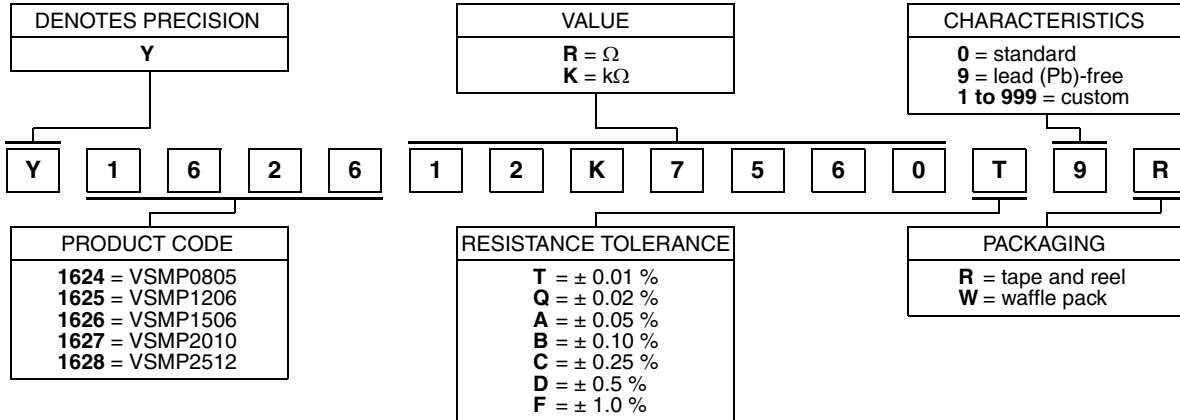 DENOTES PRECISION
Y
VALUE
R = Ω
K = kΩ
CHARACTERISTICS
0 = standard
9 = lead (Pb)-free
1 to 999 = custom
Y 1 6 2 6 1 2 K 7 5 6 0 T 9 R
PRODUCT CODE
1624 = VSMP0805
1625 = VSMP1206
1626 = VSMP1506
1627 = VSMP2010
1628 = VSMP2512
RESISTANCE TOLERANCE
T = ± 0.01 %
Q = ± 0.02 %
A = ± 0.05 %
B = ± 0.10 %
C = ± 0.25 %
D = ± 0.5 %
F = ± 1.0 %
PACKAGING
R = tape and reel
W = waffle pack